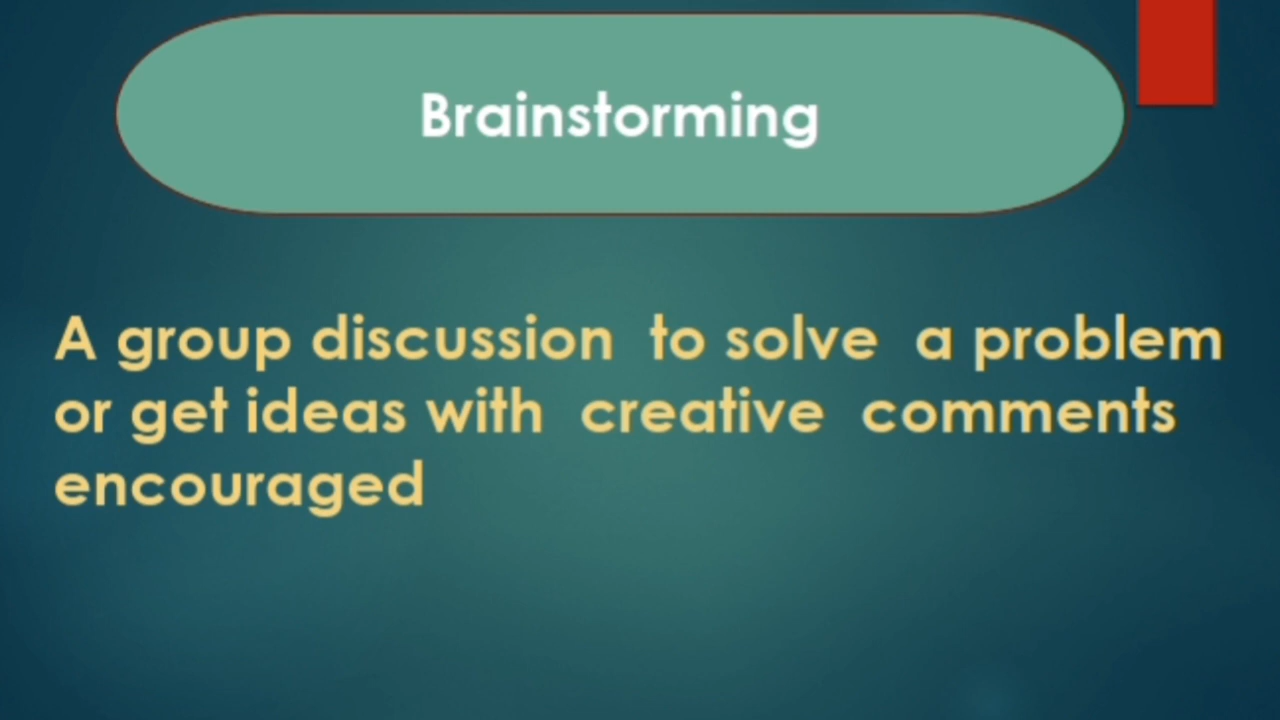 Brainstorming
A group discussion to solve a problem
or get ideas with creative comments
encouraged